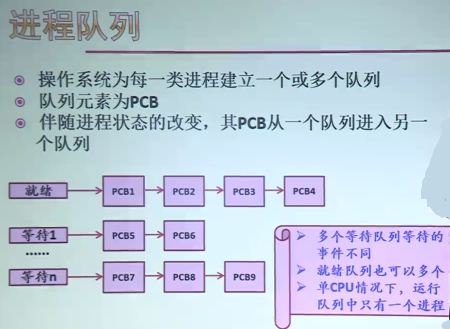 进程队列
操作系统为每一类进程建立一个或多个队列
队列元素为PCB
伴随进程状态的改变，其PCB从一个队列进入另一
个队列
就绪 PCB1 PCB2 PCB3 PCB4
等待1 PCB5 PCB6
……
等待n PCB7 PCB8 PCB9
多个等待队列等待的
事件不同
就绪队列也可以多个
单CPU情况下，运行
队列中只有一个进程